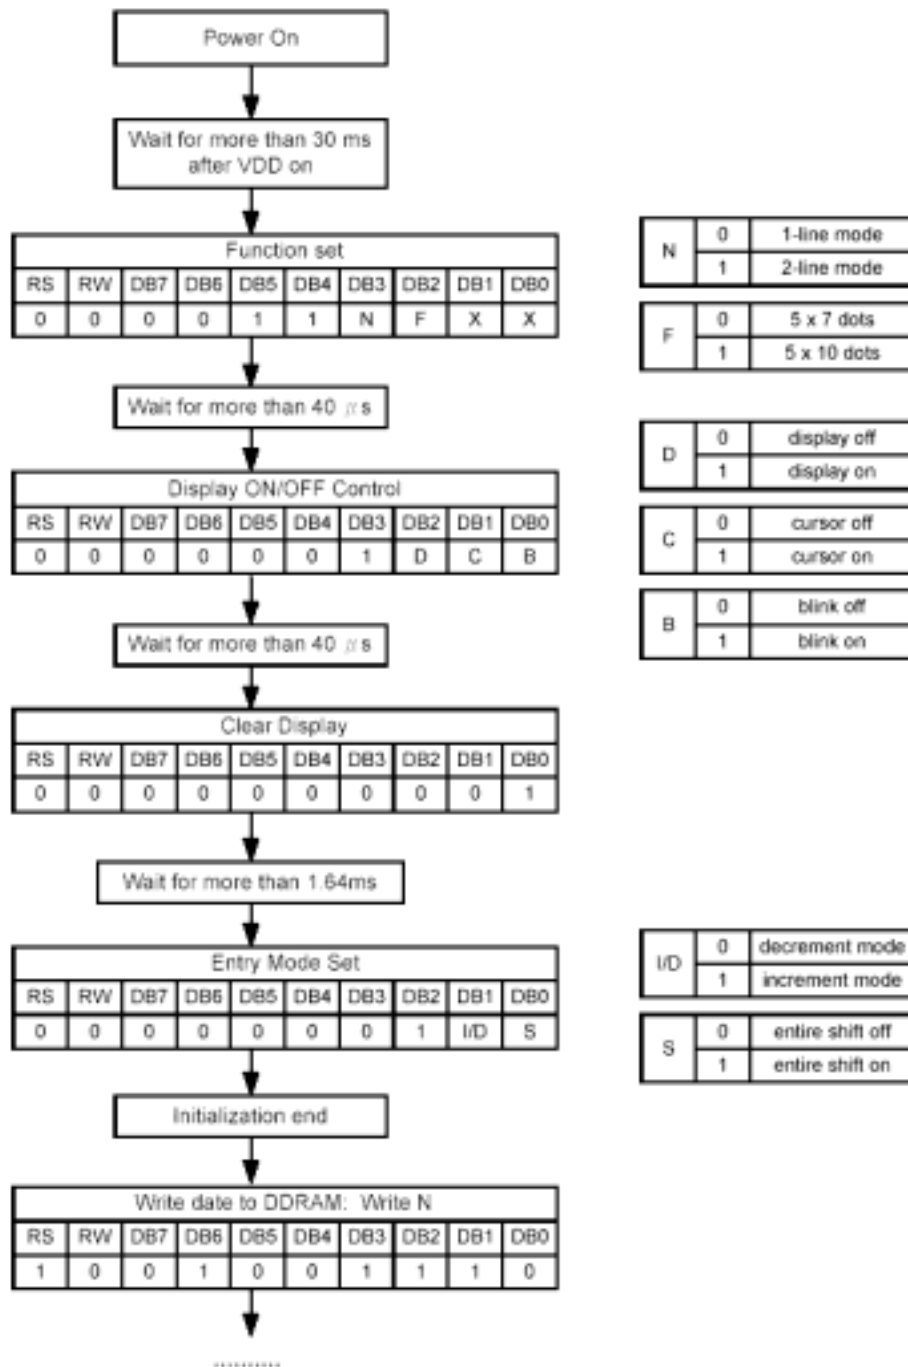 Power On
Wait for more than 30 ms
after VDD on
Function set
RS RW DB7 DB6 DB5 DB4 DB3 DB2 DB1 DB0
0 0 0 0 1 1 N F X X
N 0 1-line mode
1 2-line mode
F 0 5 x 7 dots
1 5 x 10 dots
Wait for more than 40 μs
Display ON/OFF Control
RS RW DB7 DB6 DB5 DB4 DB3 DB2 DB1 DB0
0 0 0 0 0 0 1 D C B
D 0 display off
1 display on
C 0 cursor off
1 cursor on
B 0 blink off
1 blink on
Wait for more than 40 μs
Clear Display
RS RW DB7 DB6 DB5 DB4 DB3 DB2 DB1 DB0
0 0 0 0 0 0 0 0 0 1
Wait for more than 1.64ms
Entry Mode Set
RS RW DB7 DB6 DB5 DB4 DB3 DB2 DB1 DB0
0 0 0 0 0 0 0 1 I/D S
I/D 0 decrement mode
1 increment mode
S 0 entire shift off
1 entire shift on
Initialization end
Write date to DDRAM: Write N
RS RW DB7 DB6 DB5 DB4 DB3 DB2 DB1 DB0
1 0 0 1 0 0 1 1 1 0
..........